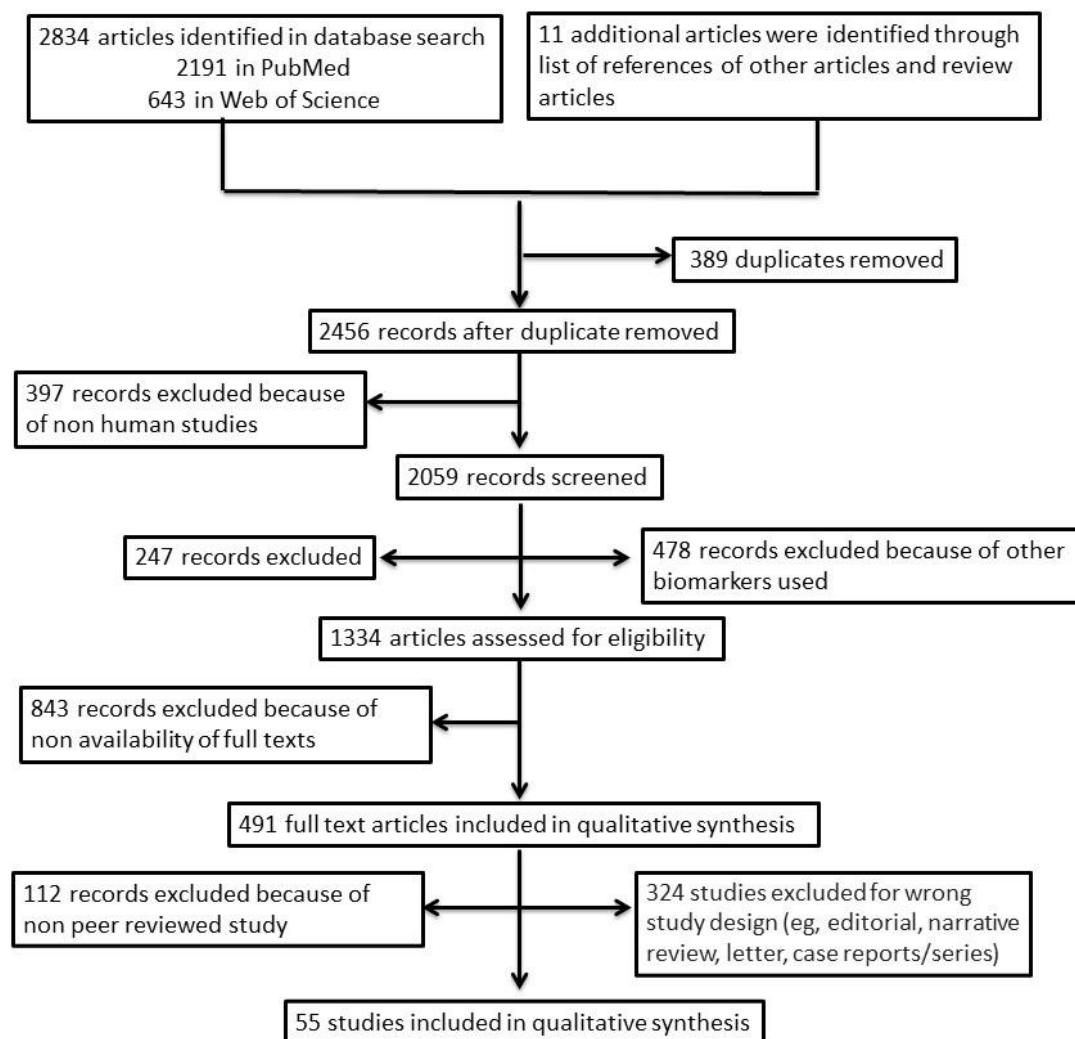 2834 articles identified in database search
2191 in PubMed
643 in Web of Science
11 additional articles were identified through
list of references of other articles and review
articles
389 duplicates removed
2456 records after duplicate removed
397 records excluded because
of non human studies
2059 records screened
247 records excluded
478 records excluded because of other
biomarkers used
1334 articles assessed for eligibility
843 records excluded because of
non availability of full texts
491 full text articles included in qualitative synthesis
112 records excluded because of
non peer reviewed study
324 studies excluded for wrong
study design (eg, editorial, narrative
review, letter, case reports/series)
55 studies included in qualitative synthesis